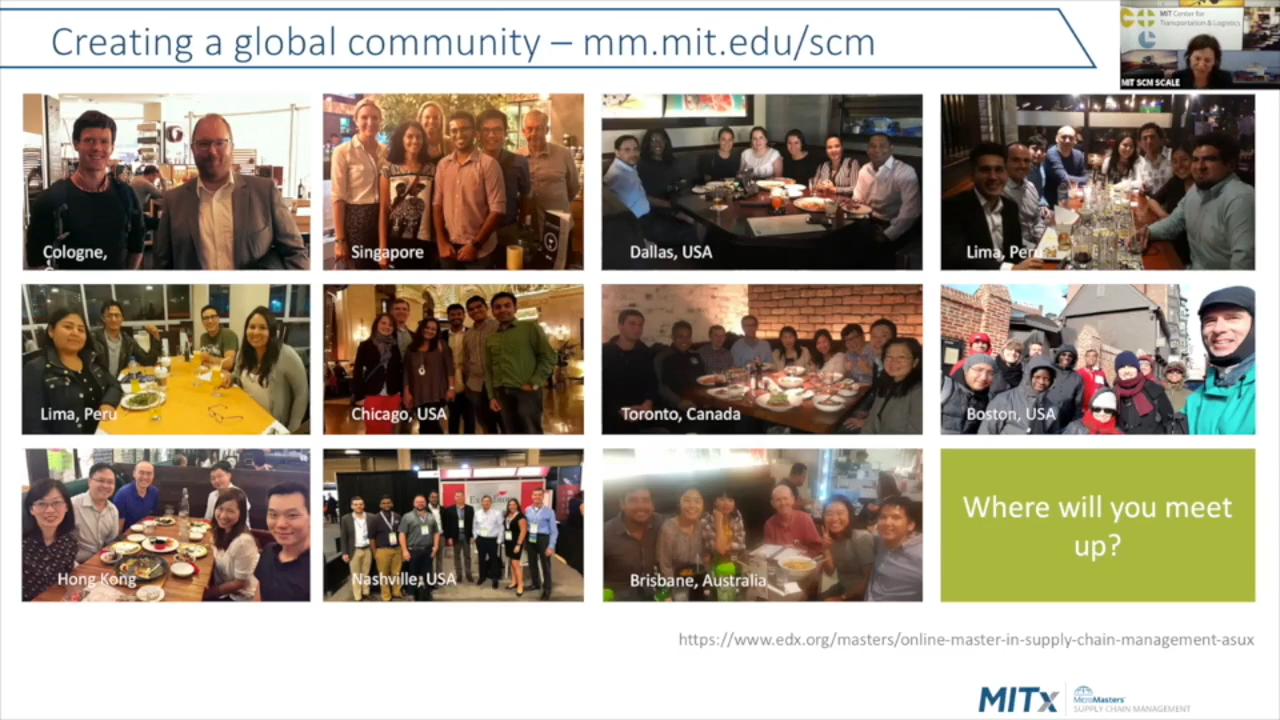 Creating a global community – mm.mit.edu/scm
MIT Center for
Transportation & Logistics
MIT SCM SCALE
Cologne,
Singapore
Dallas, USA
Lima, Peru
Lima, Peru
Chicago, USA
Toronto, Canada
Boston, USA
Hong Kong
Nashville, USA
Brisbane, Australia
Where will you meet
up?
https://www.edx.org/masters/online-master-in-supply-chain-management-asux
MITx
MicroMasters
SUPPLY CHAIN MANAGEMENT